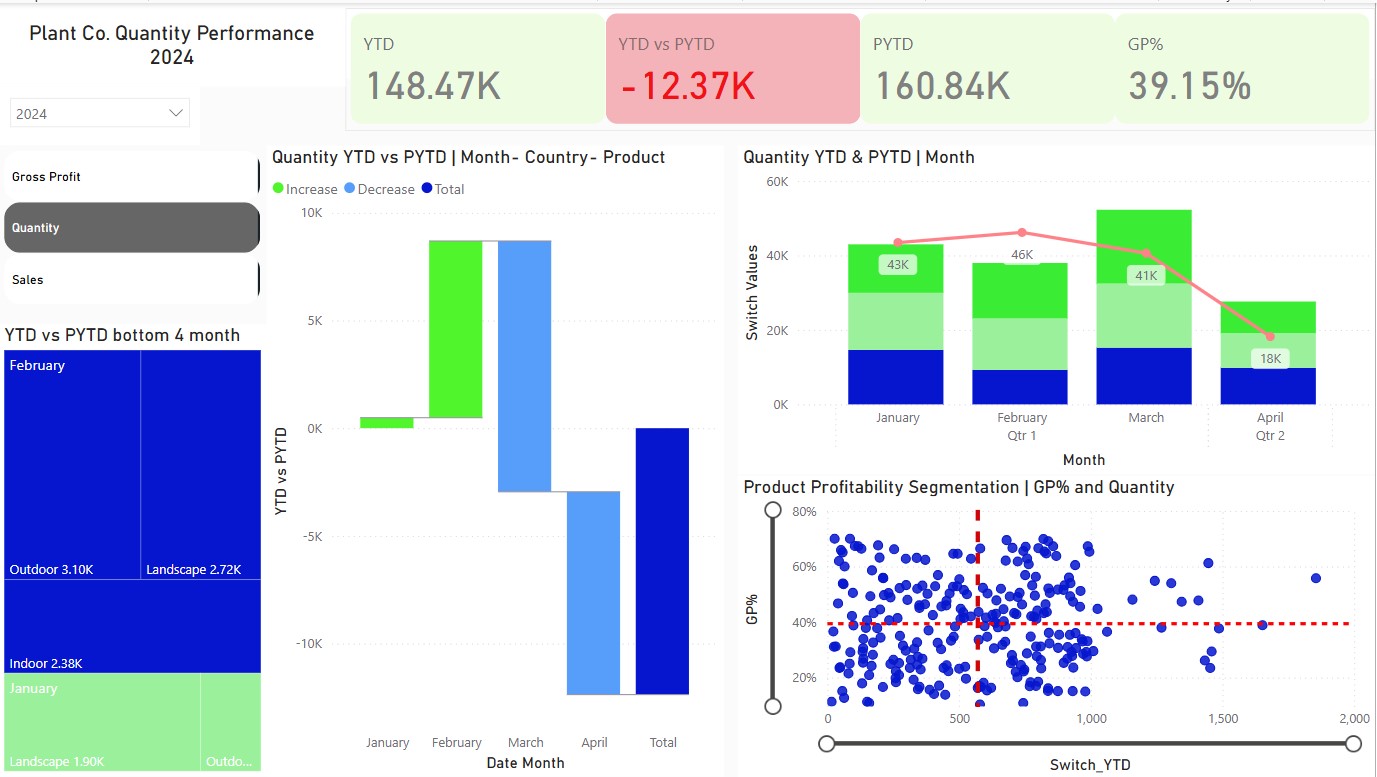 Plant Co. Quantity Performance
2024
2024
YTD
148.47K
YTD vs PYTD
-12.37K
PYTD
160.84K
GP%
39.15%
Gross Profit
Quantity
Sales
YTD vs PYTD bottom 4 month
February
Outdoor 3.10K
Landscape 2.72K
Indoor 2.38K
January
Landscape 1.90K
Outdo...
Quantity YTD vs PYTD | Month- Country- Product
Increase
Decrease
Total
YTD vs PYTD
10K
5K
0K
-5K
-10K
January
February
March
April
Total
Date Month
Quantity YTD & PYTD | Month
Switch Values
60K
40K
20K
0K
43K
46K
41K
18K
January
February
March
April
Qtr 1
Qtr 2
Month
Product Profitability Segmentation | GP% and Quantity
GP%
80%
60%
40%
20%
0
500
1,000
1,500
2,000
Switch_YTD